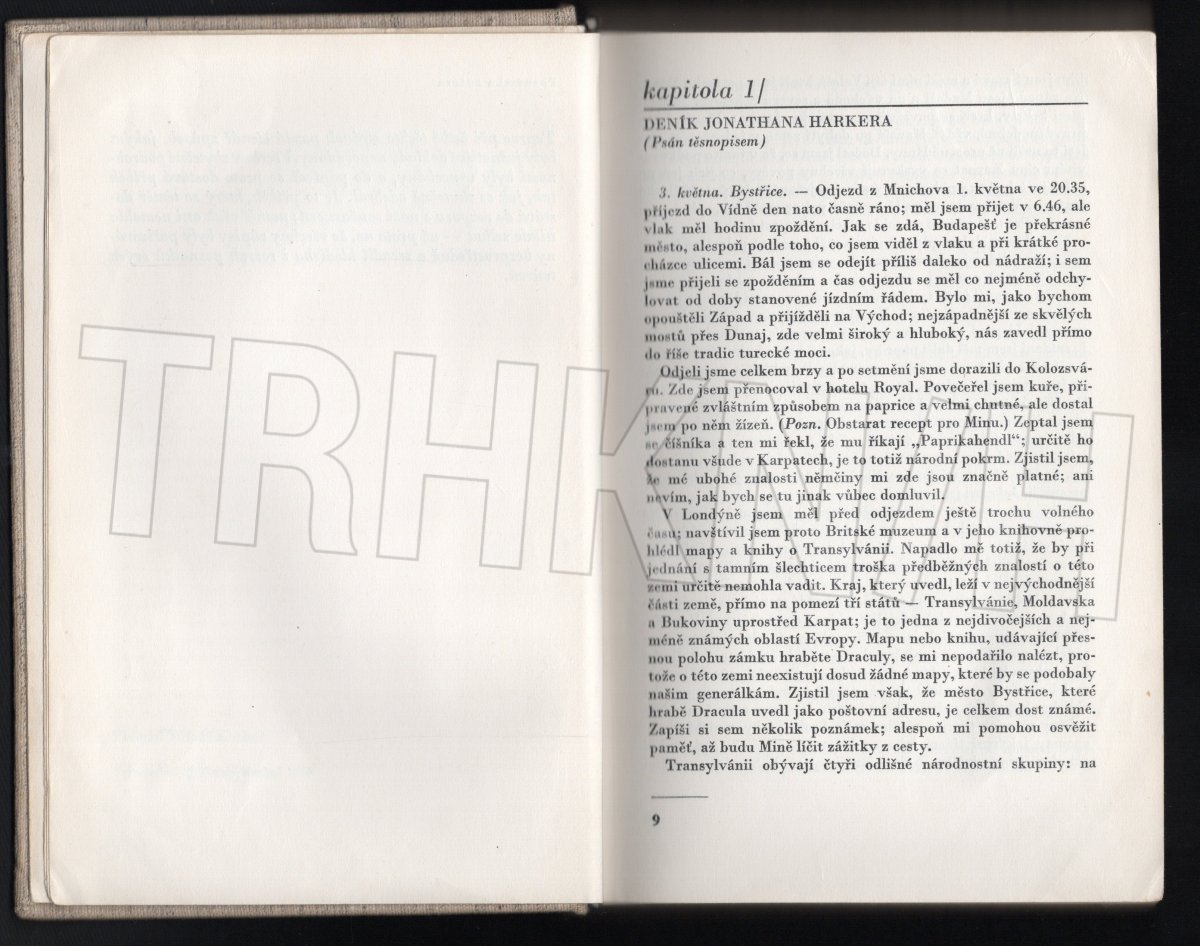 kapitola 1/
DENÍK JONATHANA HARKERA
(Psán těsnopisem)
3. května. Bystřice. — Odjezd z Mnichova 1. května ve 20.35,
příjezd do Vídně den nato časně ráno; měl jsem přijet v 6.46, ale
vlak měl hodinu zpoždění. Jak se zdá, Budapešť je překrásné
město, alespoň podle toho, co jsem viděl z vlaku a při krátké pro-
cházce ulicemi. Bál jsem se odejít příliš daleko od nádraží; i sem
jsme přijeli se zpožděním a čas odjezdu se měl co nejméně odchy-
lovat od doby stanovené jízdním řádem. Bylo mi, jako bychom
opouštěli Západ a přijížděli na Východ; nejzápadnější ze skvělých
mostů přes Dunaj, zde velmi široký a hluboký, nás zavedl přímo
do říše tradic turecké moci.
Odjeli jsme celkem brzy a po setmění jsme dorazili do Kolozsvá-
ru. Zde jsem přenocoval v hotelu Royal. Povečeřel jsem kuře, při-
pravené zvláštním způsobem na paprice a velmi chutné, ale dostal
jsem po něm žízeň. (Pozn. Obstarat recept pro Minu.) Zeptal jsem
se číšníka a ten mi řekl, že mu říkají „Paprikahendl“; určitě ho
dostanu všude v Karpatech, je to totiž národní pokrm. Zjistil jsem,
že mé ubohé znalosti němčiny mi zde jsou značně platné; ani
nevím, jak bych se tu jinak vůbec domluvil.
V Londýně jsem měl před odjezdem ještě trochu volného
času; navštívil jsem proto Britské muzeum a v jeho knihovně pro-
hlédl mapy a knihy o Transylvánii. Napadlo mě totiž, že by při
jednání s tamním šlechticem troška předběžných znalostí o této
zemi určitě nemohla vadit. Kraj, který uvedl, leží v nejvýchodnější
části země, přímo na pomezí tří států — Transylvánie, Moldavska
a Bukoviny uprostřed Karpat; je to jedna z nejdivočejších a nej-
méně známých oblastí Evropy. Mapu nebo knihu, udávající přes-
nou polohu zámku hraběte Draculy, se mi nepodařilo nalézt, pro-
tože o této zemi neexistují dosud žádné mapy, které by se podobaly
našim generálkám. Zjistil jsem však, že město Bystřice, které
hrabě Dracula uvedl jako poštovní adresu, je celkem dost známé.
Zapíši si sem několik poznámek; alespoň mi pomohou osvěžit
paměť, až budu Mině líčit zážitky z cesty.
Transylvánii obývají čtyři odlišné národnostní skupiny: na
9
TRHKNIH